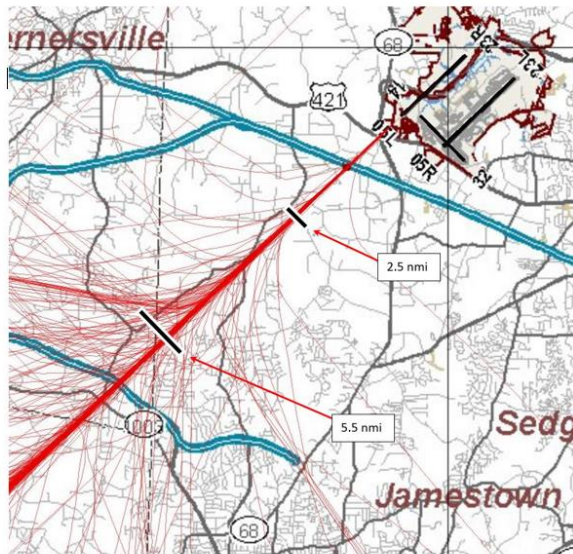 ernersville
68
23R
23L
421
14
05L
05R
32
2.5 nmi
5.5 nmi
Sedg
Jamestown
68